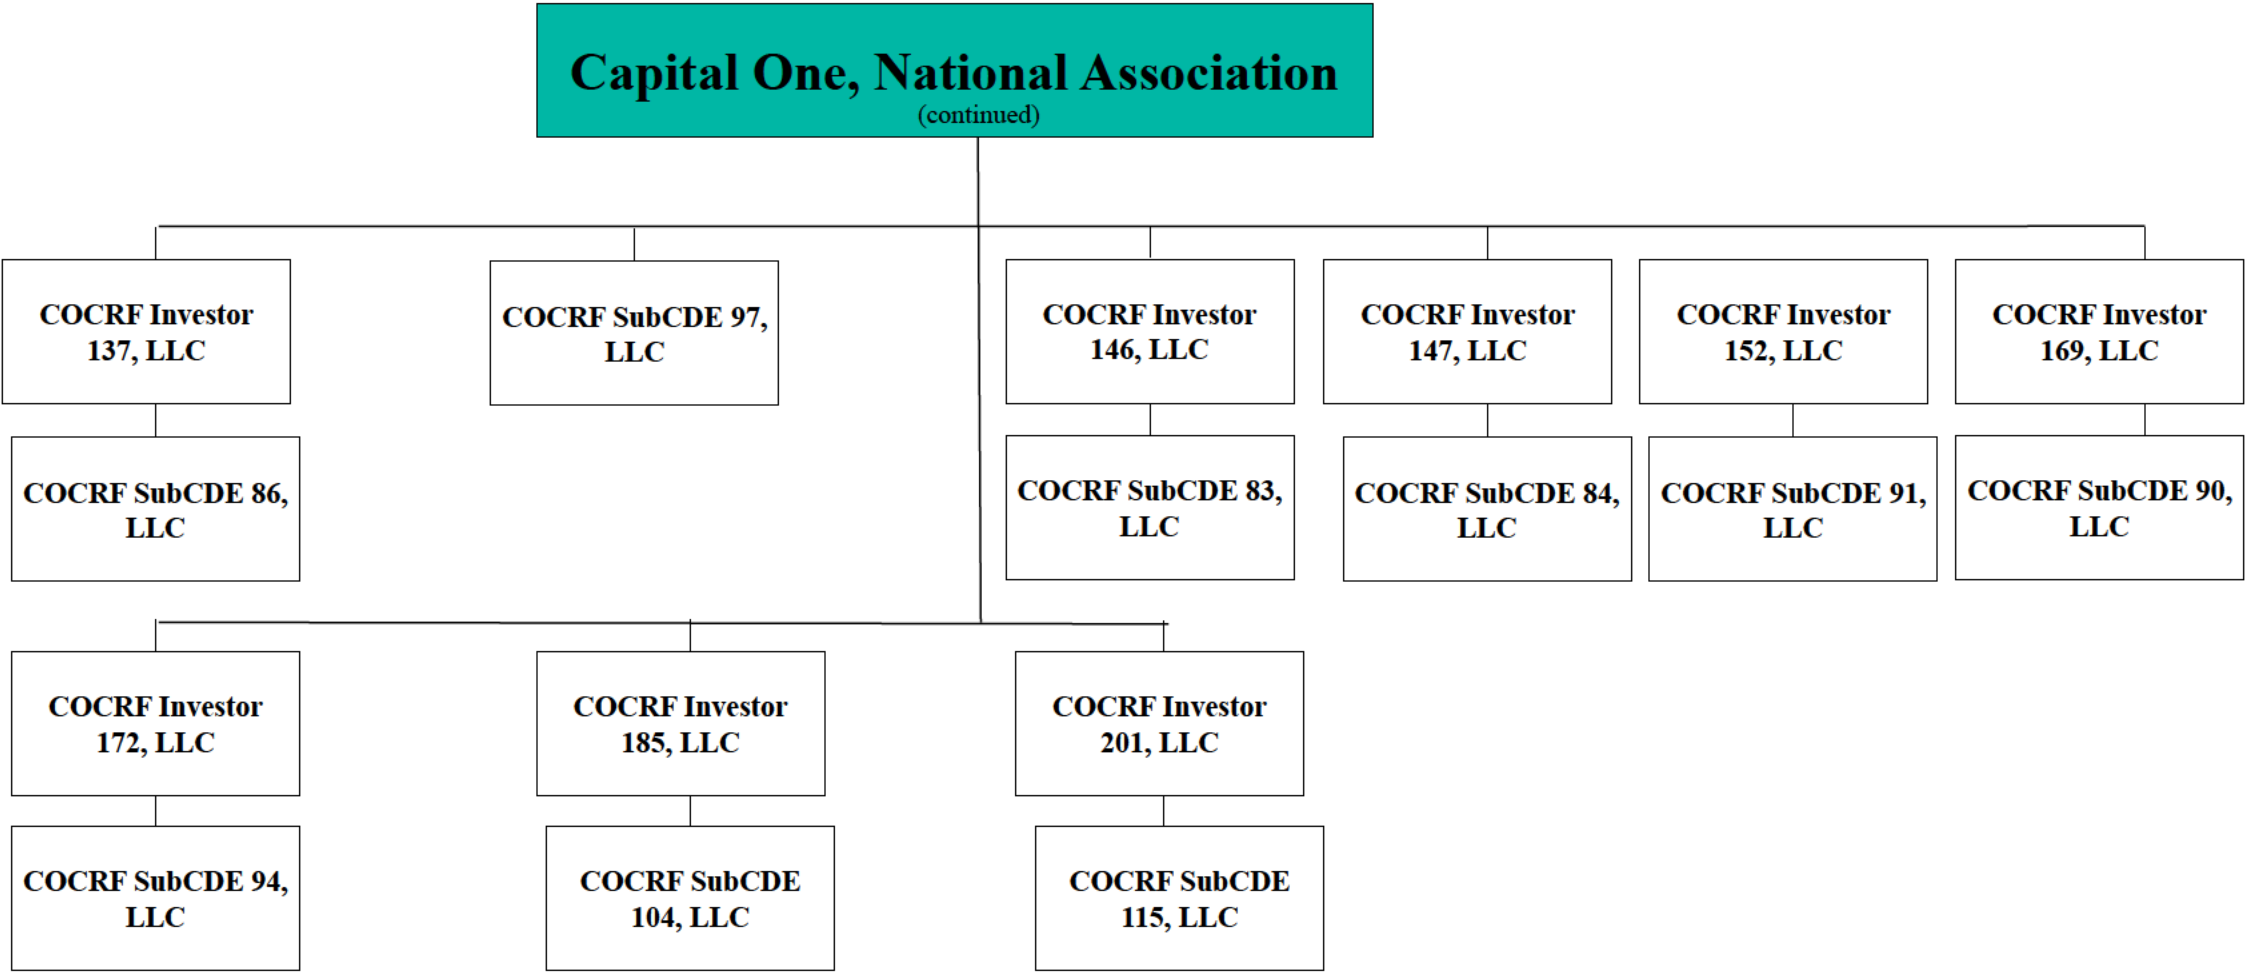 Capital One, National Association
(continued)
COCRF Investor
137, LLC
COCRF SubCDE 97,
LLC
COCRF Investor
146, LLC
COCRF Investor
147, LLC
COCRF Investor
152, LLC
COCRF Investor
169, LLC
COCRF SubCDE 86,
LLC
COCRF SubCDE 83,
LLC
COCRF SubCDE 84,
LLC
COCRF SubCDE 91,
LLC
COCRF SubCDE 90,
LLC
COCRF Investor
172, LLC
COCRF Investor
185, LLC
COCRF Investor
201, LLC
COCRF SubCDE 94,
LLC
COCRF SubCDE
104, LLC
COCRF SubCDE
115, LLC